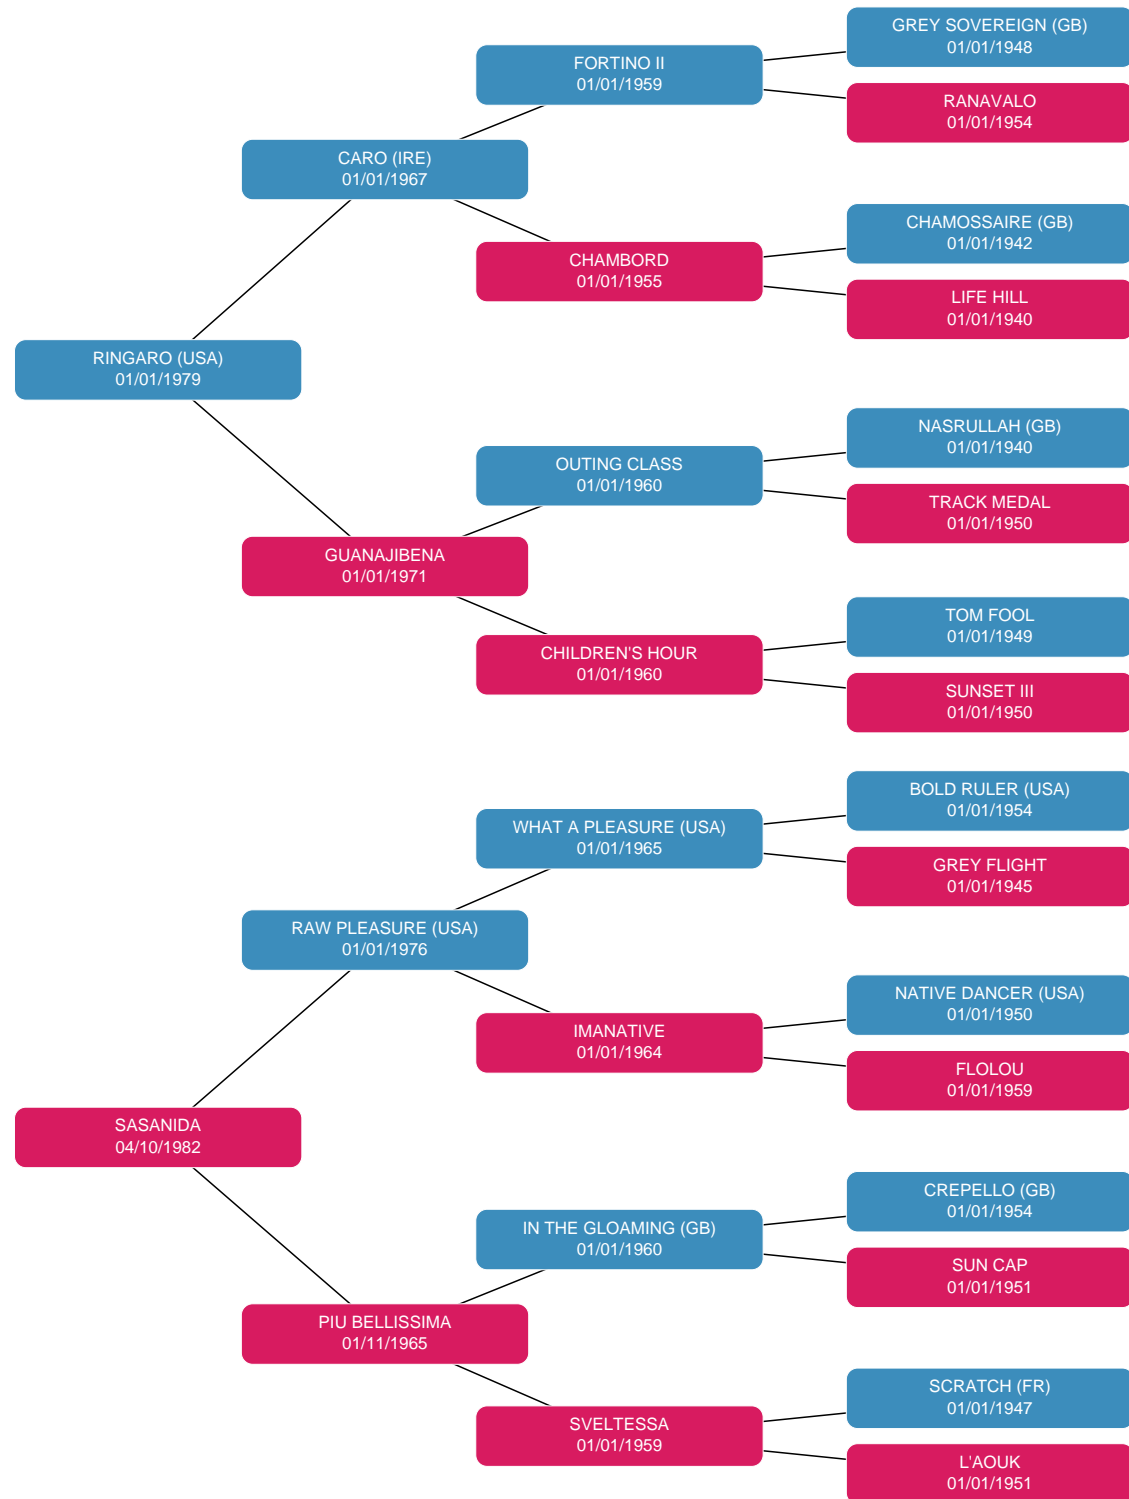 GREY SOVEREIGN (GB)
01/01/1948
FORTINO II
01/01/1959
RANAVALO
01/01/1954
CARO (IRE)
01/01/1967
CHAMOSSAIRE (GB)
01/01/1942
CHAMBORD
01/01/1955
LIFE HILL
01/01/1940
RINGARO (USA)
01/01/1979
NASRULLAH (GB)
01/01/1940
OUTING CLASS
01/01/1960
TRACK MEDAL
01/01/1950
GUANAJIBENA
01/01/1971
TOM FOOL
01/01/1949
CHILDREN'S HOUR
01/01/1960
SUNSET III
01/01/1950
BOLD RULER (USA)
01/01/1954
WHAT A PLEASURE (USA)
01/01/1965
GREY FLIGHT
01/01/1945
RAW PLEASURE (USA)
01/01/1976
NATIVE DANCER (USA)
01/01/1950
IMANATIVE
01/01/1964
FLOLOU
01/01/1959
SASANIDA
04/10/1982
CREPELLO (GB)
01/01/1954
IN THE GLOAMING (GB)
01/01/1960
SUN CAP
01/01/1951
PIU BELLISSIMA
01/11/1965
SCRATCH (FR)
01/01/1947
SVELTESSA
01/01/1959
L'AOUK
01/01/1951